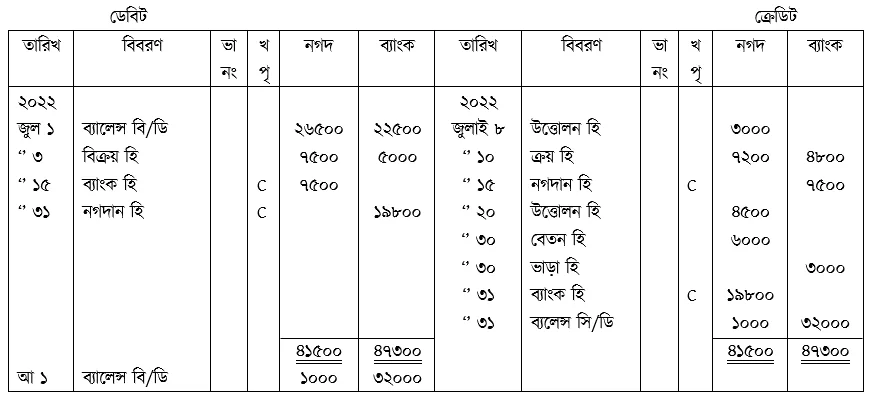 ডেবিট ক্রেডিট
তারিখ বিবরণ ভা নং খ পৃ নগদ ব্যাংক তারিখ বিবরণ ভা নং খ পৃ নগদ ব্যাংক
২০২২ ২০২২
জুল ১ ব্যালেন্স বি/ডি ২৬৫০০ ২২৫০০ জুলাই ৮ উত্তোলন হি ৩০০০
“ ৩ বিক্রয় হি ৭৫০০ ৫০০০ “ ১০ ক্রয় হি ৭২০০ ৪৮০০
“ ১৫ ব্যাংক হি C ৭৫০০ “ ১৫ নগদান হি C ৭৫০০
“ ৩১ নগদান হি C ১৯৮০০ “ ২০ উত্তোলন হি ৪৫০০
“ ৩০ বেতন হি ৬০০০
“ ৩০ ভাড়া হি ৩০০০
“ ৩১ ব্যাংক হি C ১৯৮০০
“ ৩১ ব্যলেন্স সি/ডি ১০০০ ৩২০০০
৪১৫০০ ৪৭৩০০ ৪১৫০০ ৪৭৩০০
আ ১ ব্যালেন্স বি/ডি ১০০০ ৩২০০০